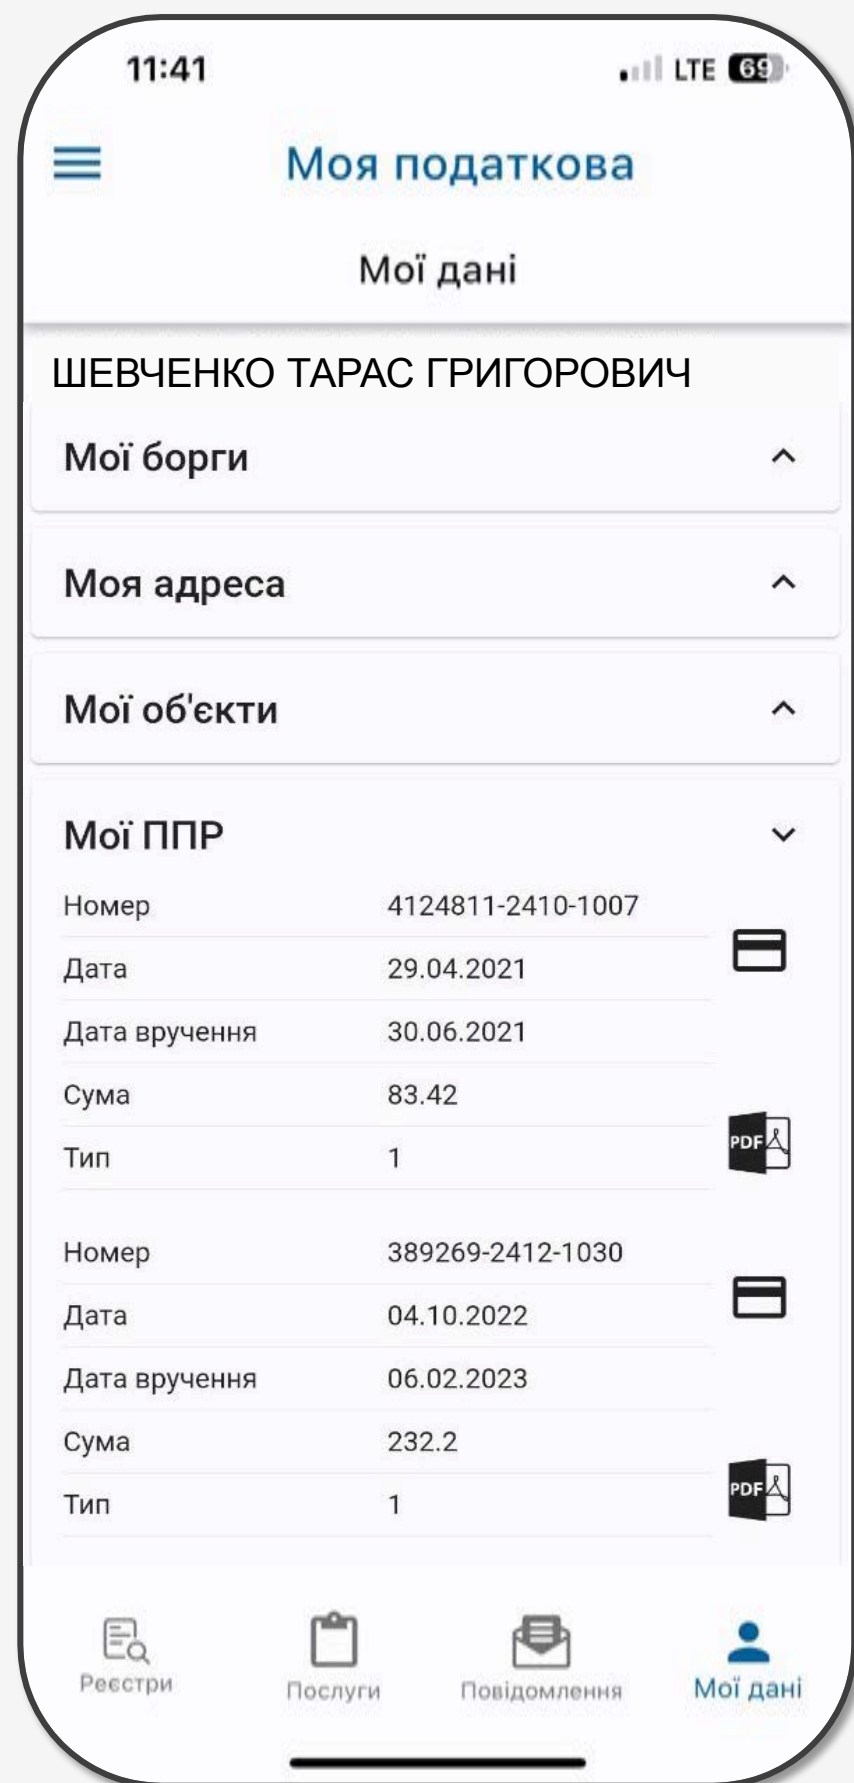 11:41 LTE 69
Моя податкова
Мої дані
ШЕВЧЕНКО ТАРАС ГРИГОРОВИЧ
Мої борги
Моя адреса
Мої об'єкти
Мої ППР
Номер 4124811-2410-1007
Дата 29.04.2021
Дата вручення 30.06.2021
Сума 83.42
PDF
Тип 1
Номер 389269-2412-1030
Дата 04.10.2022
Дата вручення 06.02.2023
Сума 232.2
PDF
Тип 1
Реєстри Послуги Повідомлення Мої дані